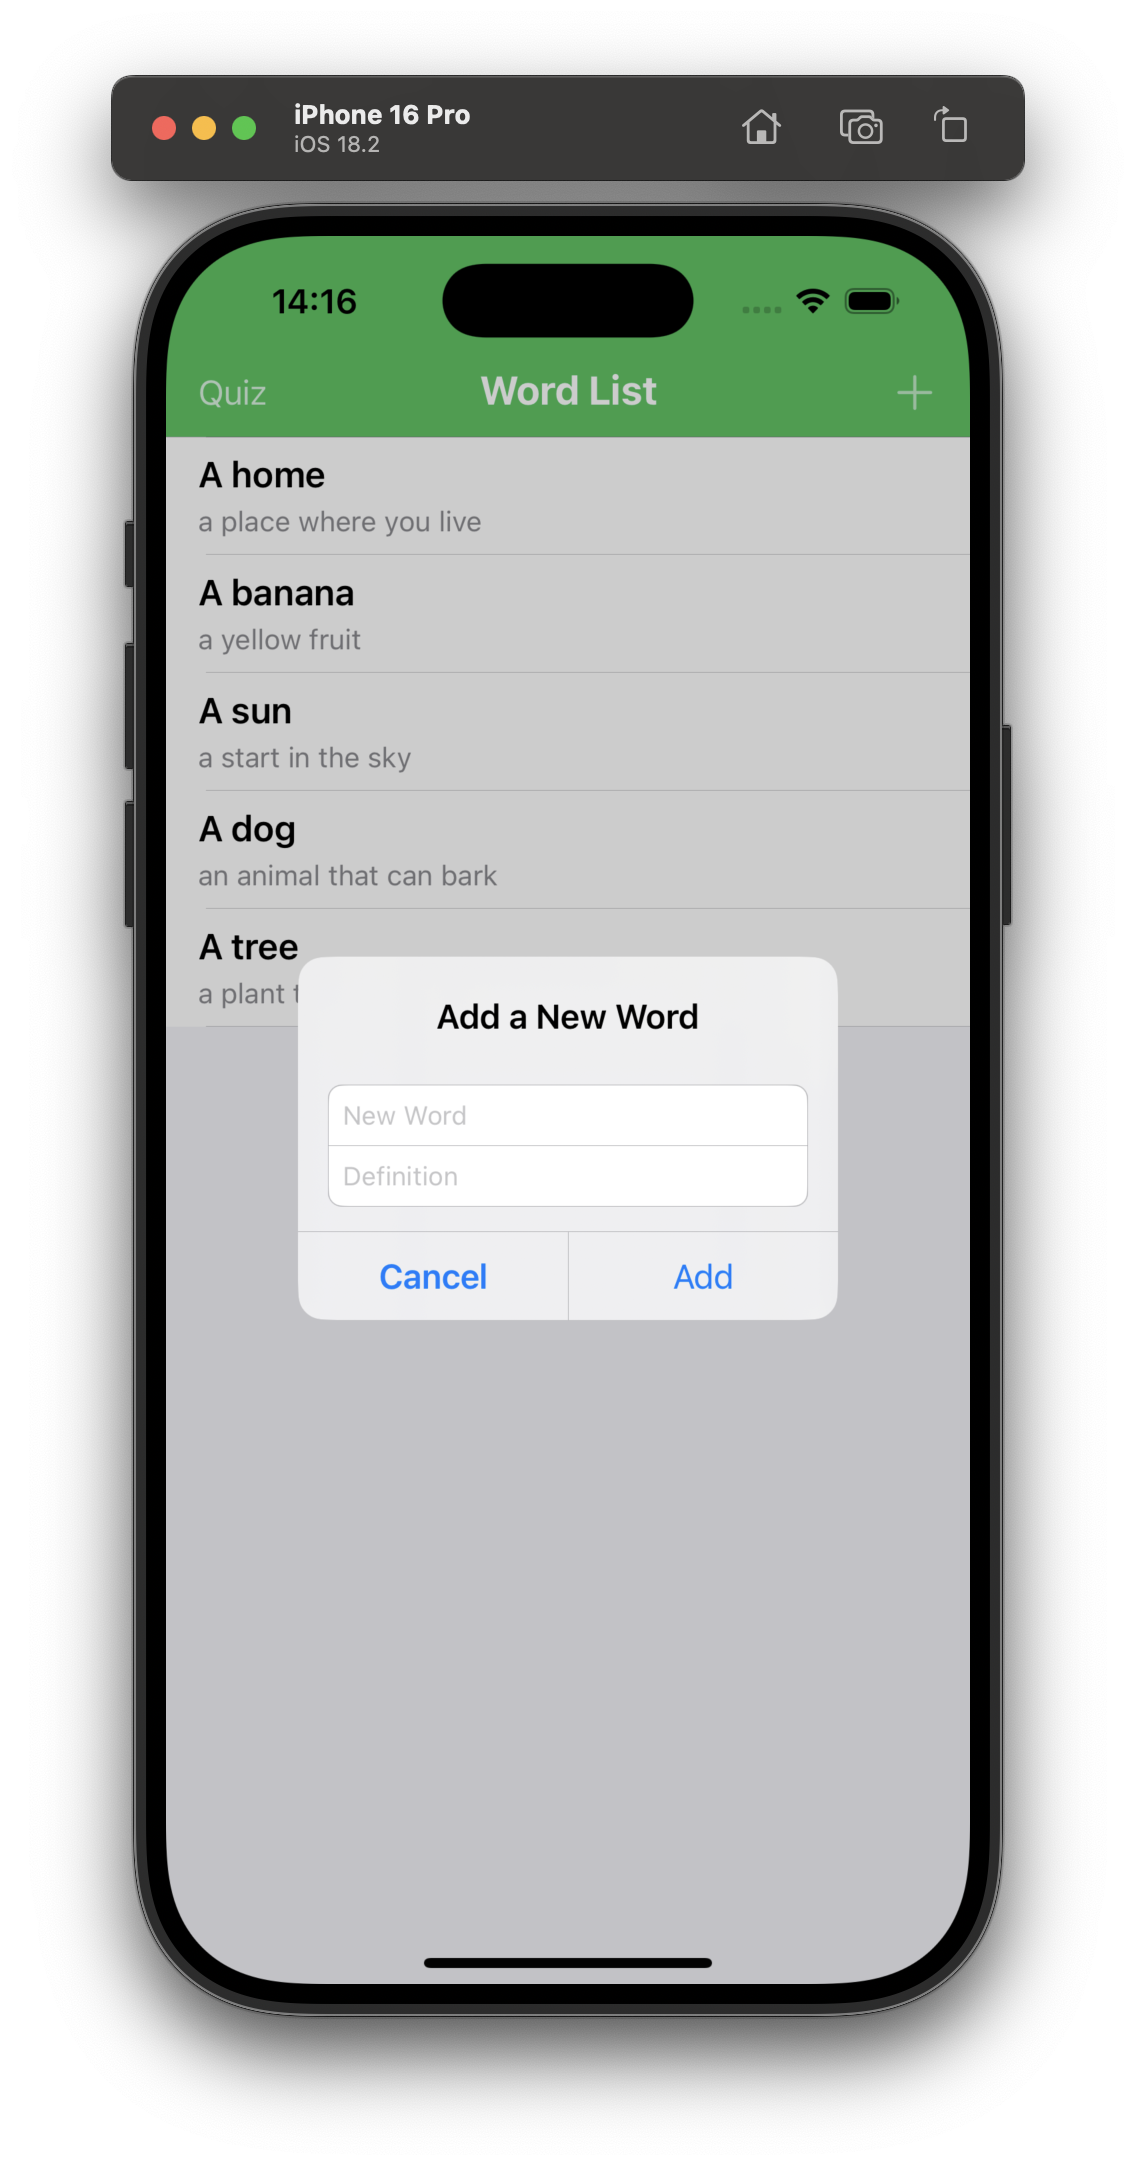 iPhone 16 Pro
iOS 18.2
14:16
Quiz
Word List
A home
a place where you live
A banana
a yellow fruit
A sun
a start in the sky
A dog
an animal that can bark
A tree
a plant
Add a New Word
New Word
Definition
Cancel
Add